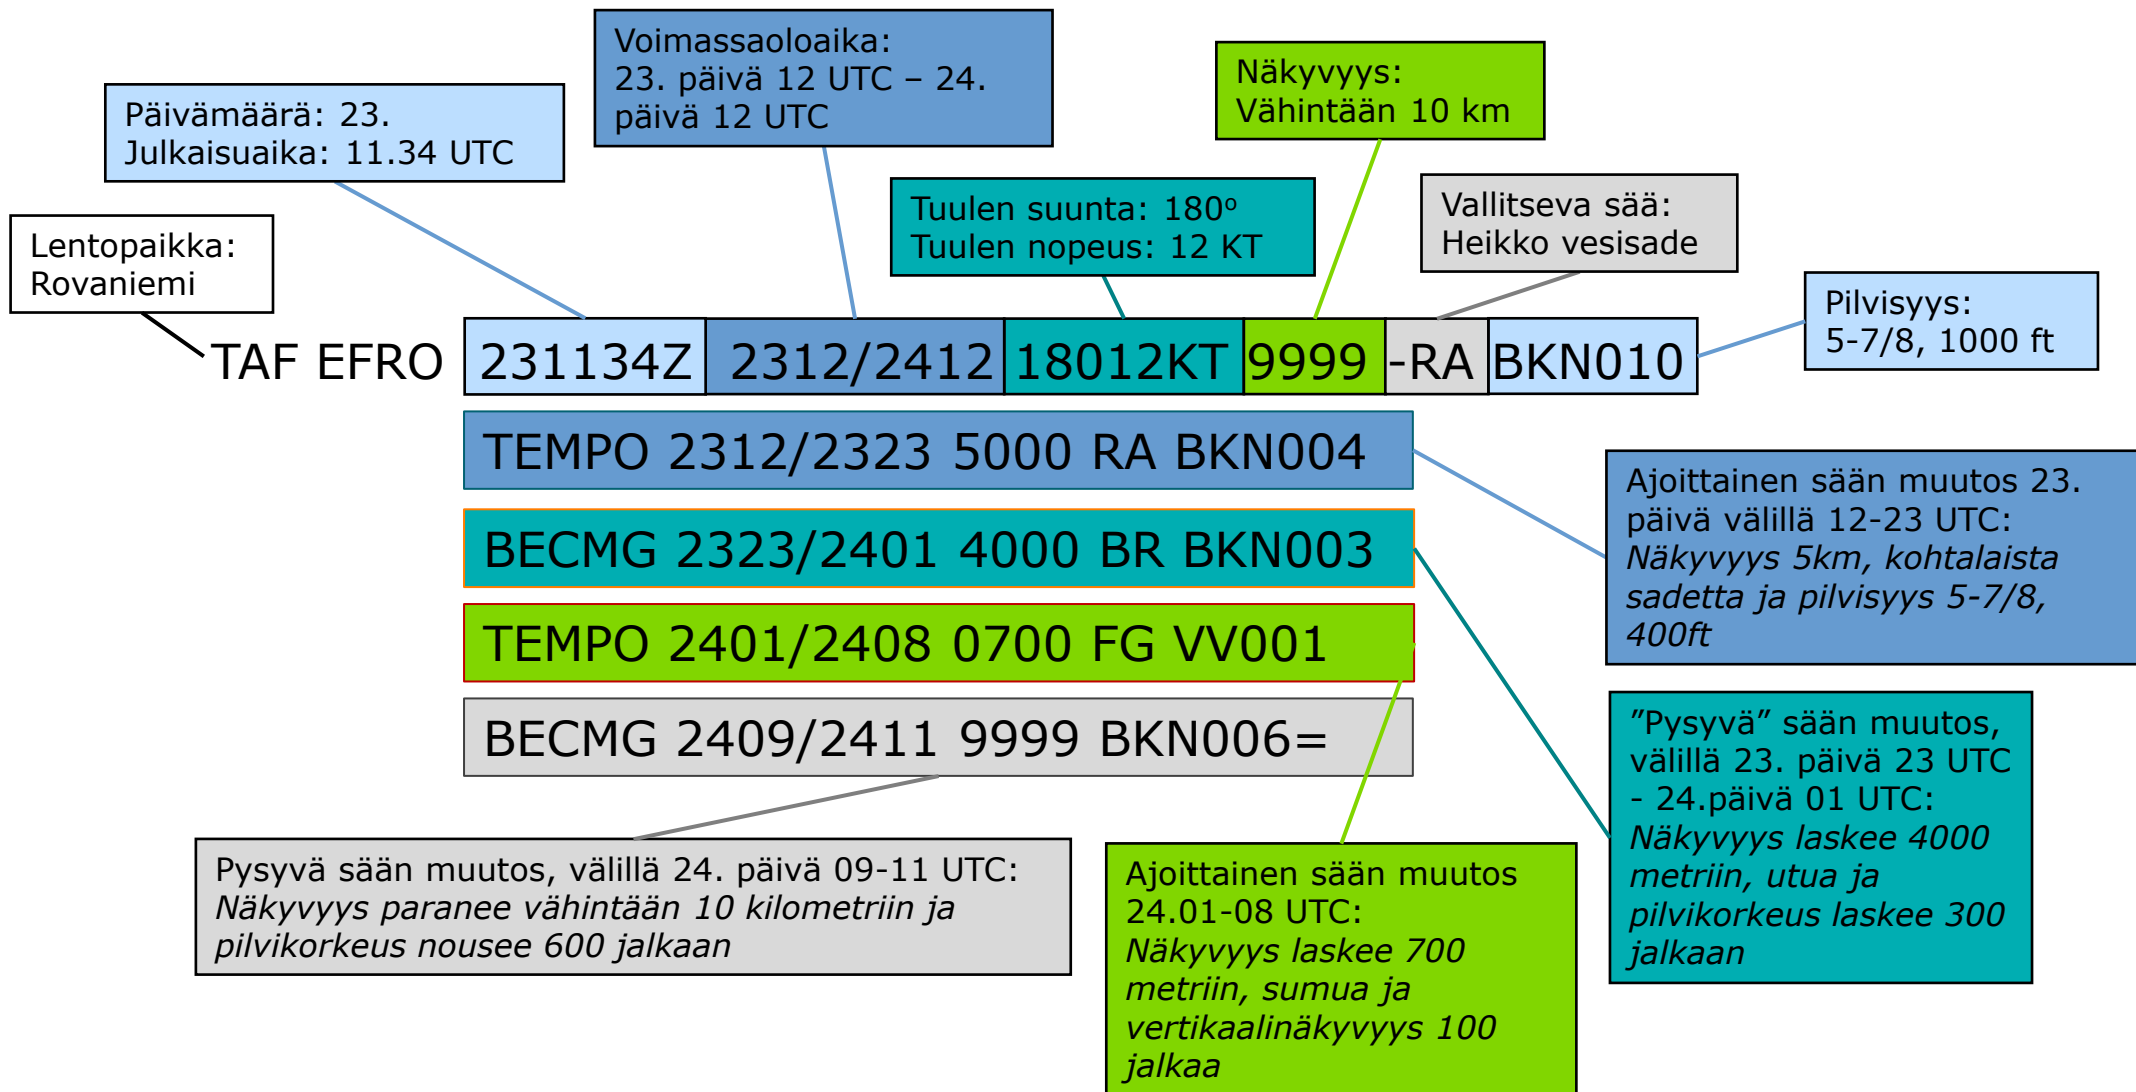 Voimassaoloaika:
23. päivä 12 UTC – 24.
päivä 12 UTC
Näkyvyys:
Vähintään 10 km
Päivämäärä: 23.
Julkaisuaika: 11.34 UTC
Tuulen suunta: 180º
Tuulen nopeus: 12 KT
Vallitseva sää:
Heikko vesisade
Lentopaikka:
Rovaniemi
Pilvisyys:
5-7/8, 1000 ft
TAF EFRO 231134Z 2312/2412 18012KT 9999 -RA BKN010
TEMPO 2312/2323 5000 RA BKN004
BECMG 2323/2401 4000 BR BKN003
TEMPO 2401/2408 0700 FG VV001
BECMG 2409/2411 9999 BKN006=
Ajoittainen sään muutos 23.
päivä välillä 12-23 UTC:
Näkyvyys 5km, kohtalaista
sadetta ja pilvisyys 5-7/8,
400ft
”Pysyvä” sään muutos,
välillä 23. päivä 23 UTC
- 24.päivä 01 UTC:
Näkyvyys laskee 4000
metriin, utua ja
pilvikorkeus laskee 300
jalkaan
Pysyvä sään muutos, välillä 24. päivä 09-11 UTC:
Näkyvyys paranee vähintään 10 kilometriin ja
pilvikorkeus nousee 600 jalkaan
Ajoittainen sään muutos
24.01-08 UTC:
Näkyvyys laskee 700
metriin, sumua ja
vertikaalinäkyvyys 100
jalkaa